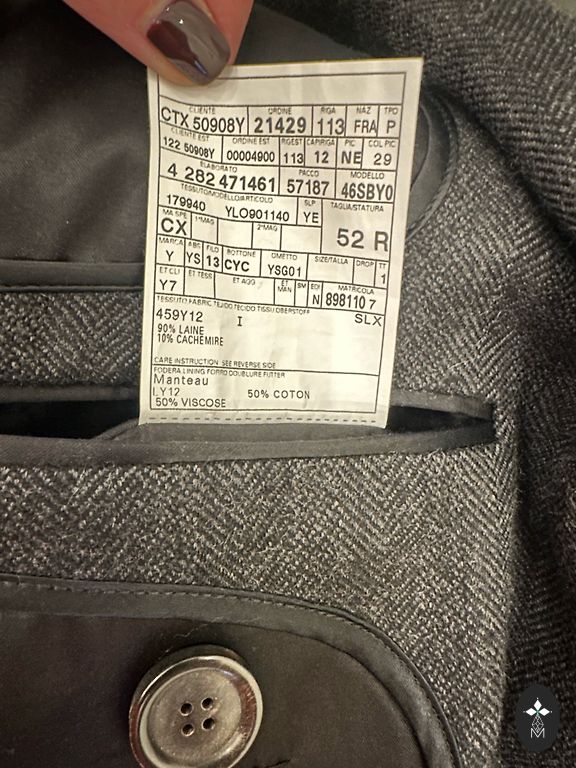 CLIENTE ORDINE RIGA NAZ TPO
CTX 50908Y 21429 113 FRA P
CLIENTE EST ORDINE EST RGEST CAPIRIGA PIC COL PIC
122 50908Y 00004900 113 12 NE 29
ELABORATO PACCO MODELLO
4 282 471461 57187 46SBY0
TESSUTO/MODELLO/ARTICOLO SLP TAGLIA/STATURA
179940 YLO901140 YE
MA SPE 1°MAG 2°MAG
CX 52 R
MARCA ABS FILO BOTTONE OMETTO SIZE/TALLA DROP TT
Y YS 13 CYC YSG01 1
ET CLI ET TESS ET AGG ET MAN SM EDI MATRICOLA
Y7 N 898110 7
TESSUTO FABRIC TEJIDO TECIDO TISSU OBERSTOFF
459Y12 I SLX
90% LAINE
10% CACHEMIRE
CARE INSTRUCTION SEE REVERSE SIDE
FODERA LINING FORRO DOUBLURE FUTTER
Manteau
LY12 50% COTON
50% VISCOSE
M